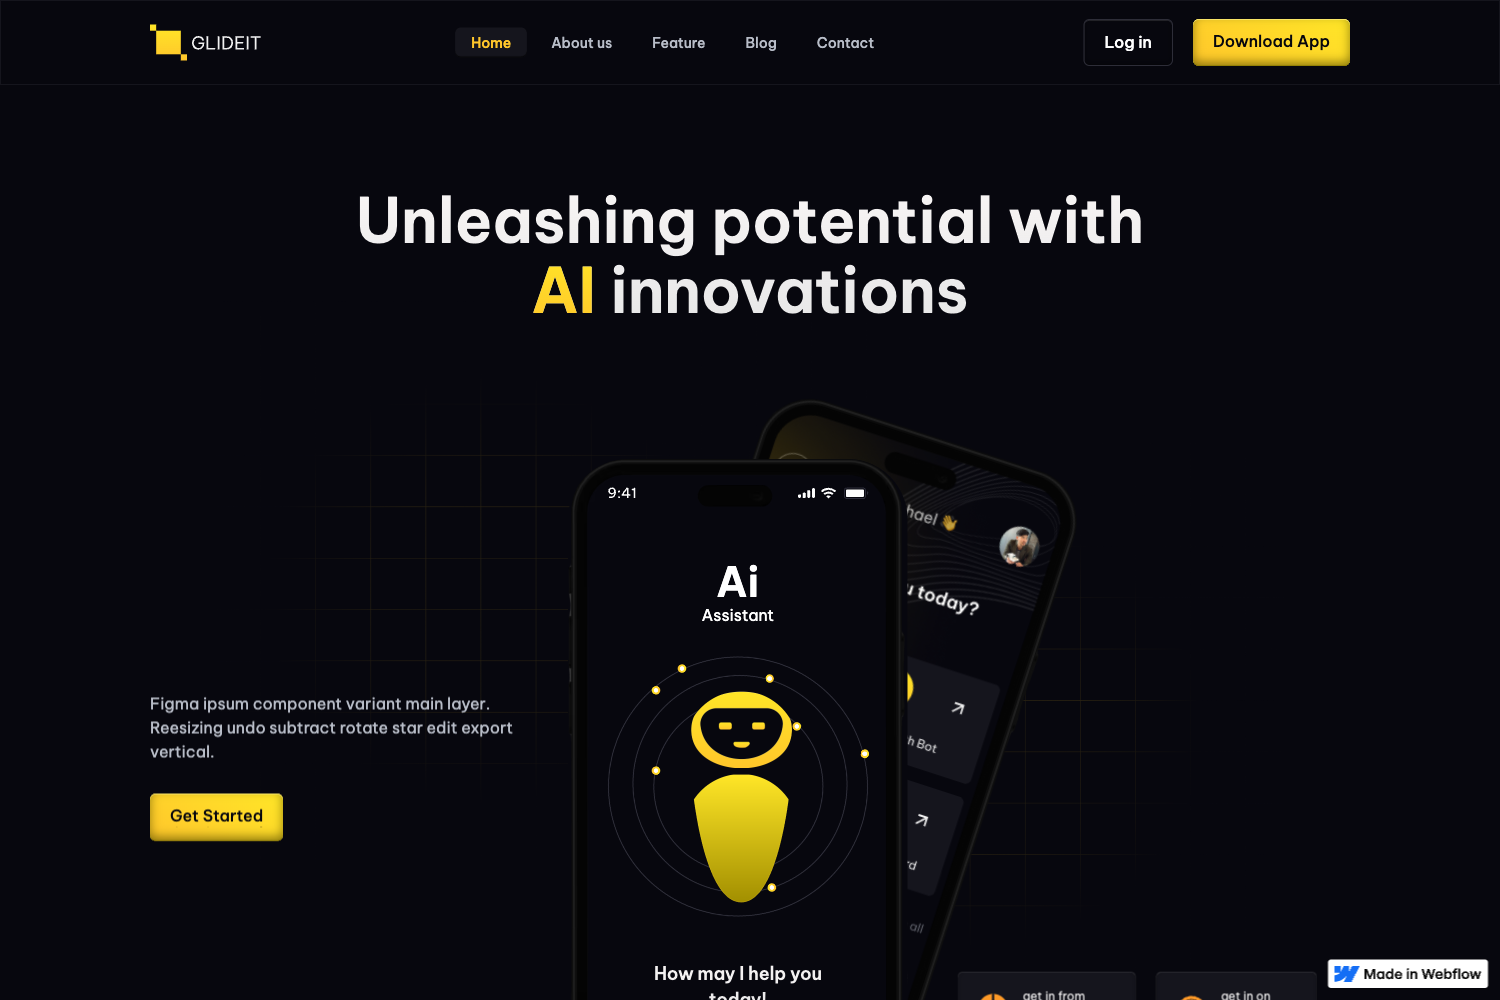 GLIDEIT
Home
About us
Feature
Blog
Contact
Log in
Download App
Unleashing potential with
AI innovations
9:41
Ai
Assistant
hael 👋
u today?
h Bot
all
Figma ipsum component variant main layer.
Reesizing undo subtract rotate star edit export
vertical.
Get Started
How may I help you
today!
get in from
get in on
Made in Webflow